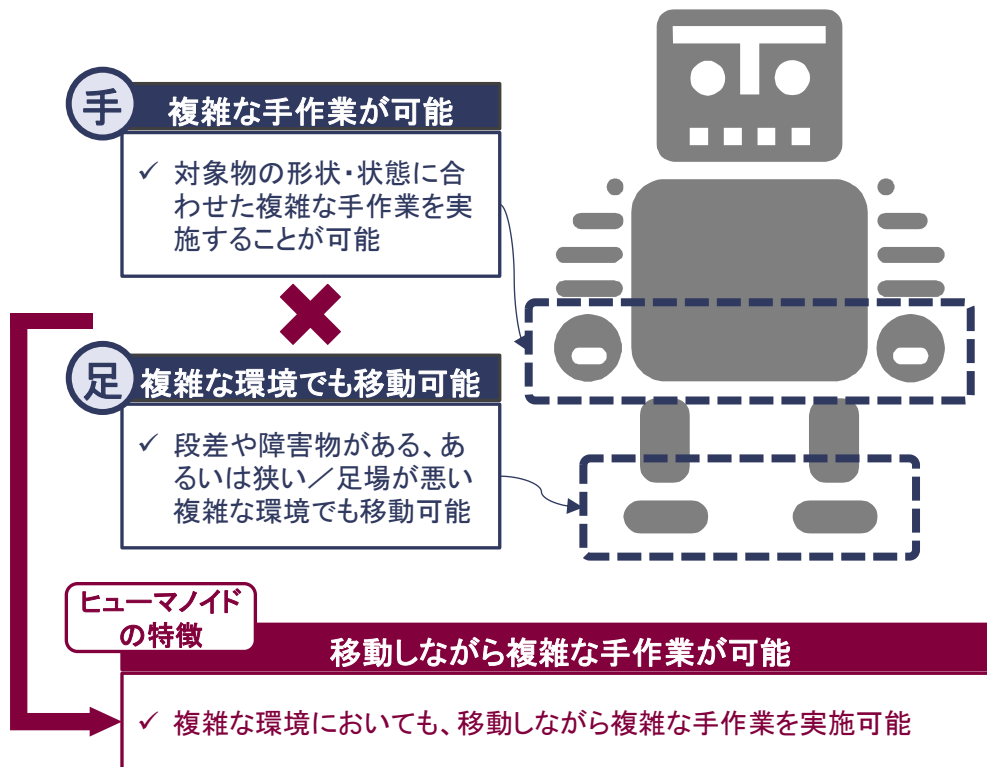 手
複雑な手作業が可能
✓ 対象物の形状・状態に合
わせた複雑な手作業を実
施することが可能
足
複雑な環境でも移動可能
✓ 段差や障害物がある、あ
るいは狭い／足場が悪い
複雑な環境でも移動可能
ヒューマノイド
の特徴
移動しながら複雑な手作業が可能
✓ 複雑な環境においても、移動しながら複雑な手作業を実施可能